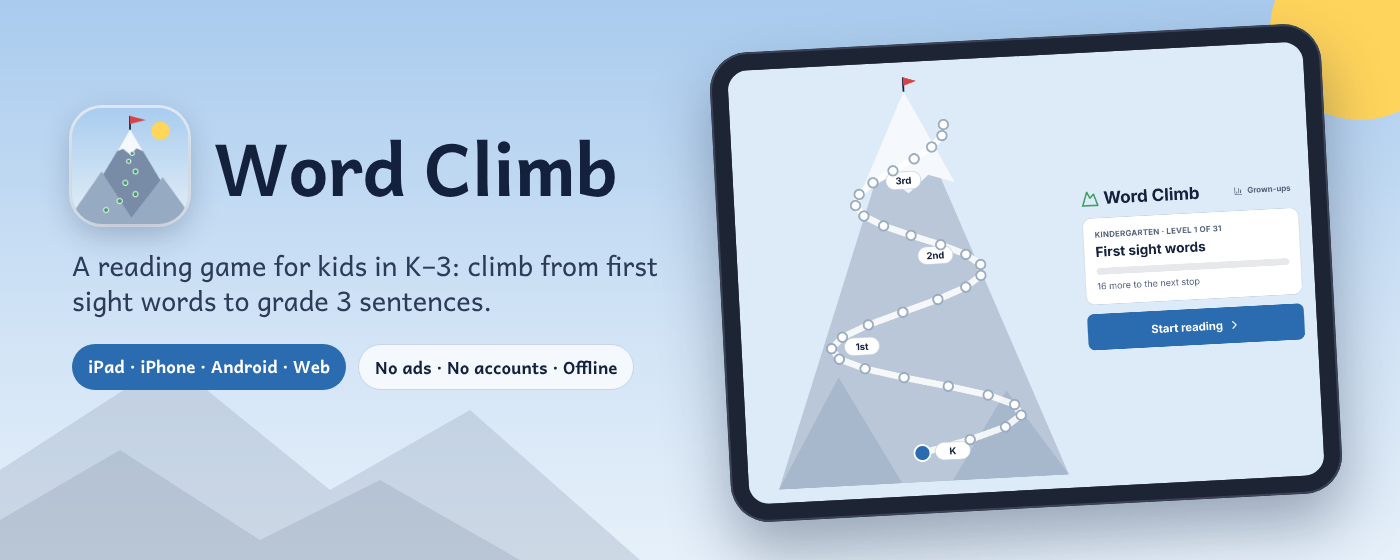 Word Climb
A reading game for kids in K–3: climb from first
sight words to grade 3 sentences.
iPad · iPhone · Android · Web
No ads · No accounts · Offline
3rd
2nd
1st
K
Word Climb
Grown-ups
KINDERGARTEN · LEVEL 1 OF 31
First sight words
16 more to the next stop
Start reading